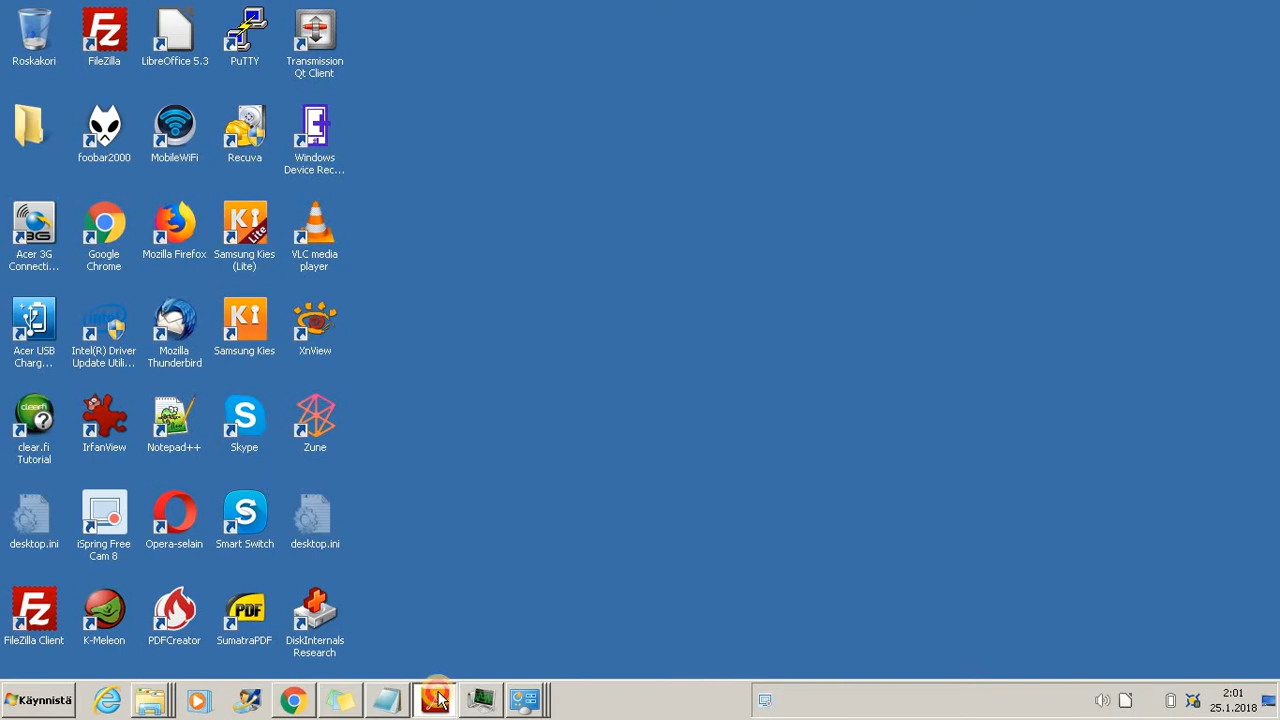 Roskakori
FileZilla
LibreOffice 5.3
PuTTY
Transmission
Qt Client
foobar2000
MobileWiFi
Recuva
Windows
Device Rec...
Acer 3G
Connecti...
Google
Chrome
Mozilla Firefox
Samsung Kies
(Lite)
VLC media
player
Acer USB
Charg...
Intel(R) Driver
Update Utili...
Mozilla
Thunderbird
Samsung Kies
XnView
clear.fi
Tutorial
IrfanView
Notepad++
Skype
Zune
desktop.ini
iSpring Free
Cam 8
Opera-selain
Smart Switch
desktop.ini
FileZilla Client
K-Meleon
PDFCreator
SumatraPDF
DiskInternals
Research
Käynnistä
2:01
25.1.2018